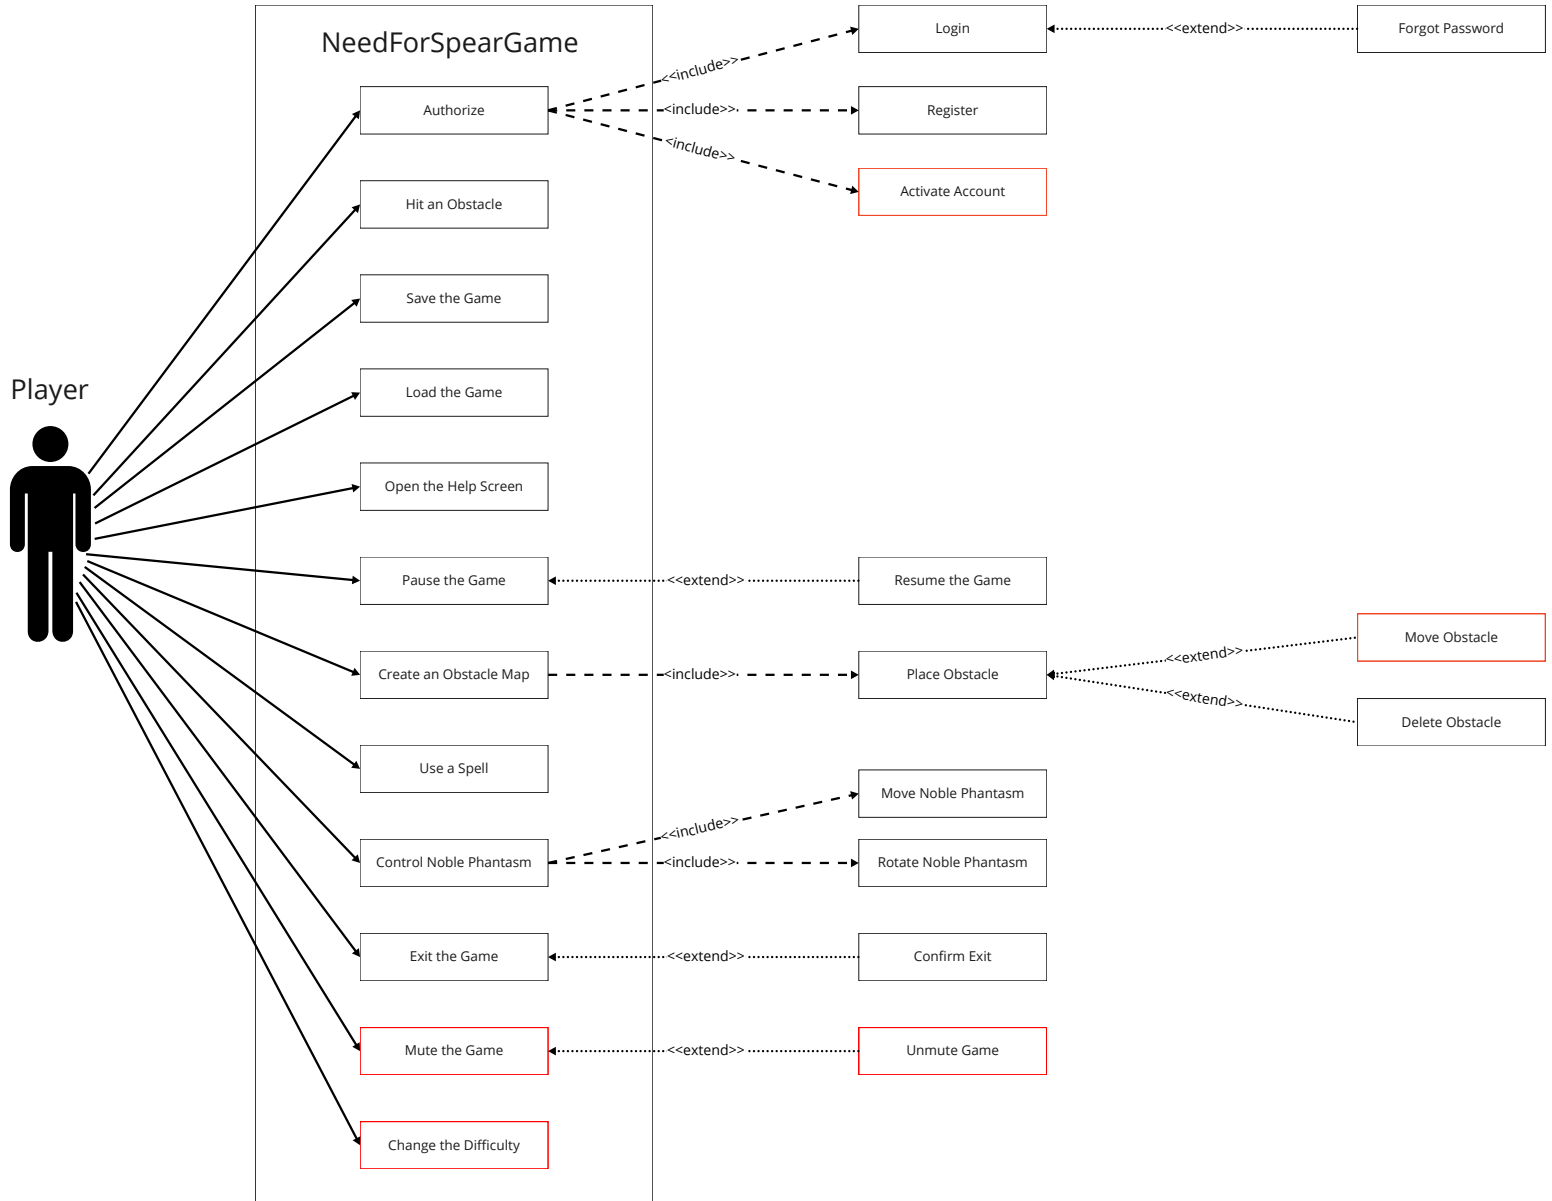 NeedForSpearGame
Login
<<extend>>
Forgot Password
<<include>>
Authorize
<include>>
Register
<include>>
Activate Account
Hit an Obstacle
Save the Game
Player
Load the Game
Open the Help Screen
Pause the Game
<<extend>>
Resume the Game
Move Obstacle
<<extend>>
Create an Obstacle Map
<include>>
Place Obstacle
<<extend>>
Delete Obstacle
Use a Spell
Move Noble Phantasm
<<include>>
Control Noble Phantasm
<include>>
Rotate Noble Phantasm
Exit the Game
<<extend>>
Confirm Exit
Mute the Game
<<extend>>
Unmute Game
Change the Difficulty